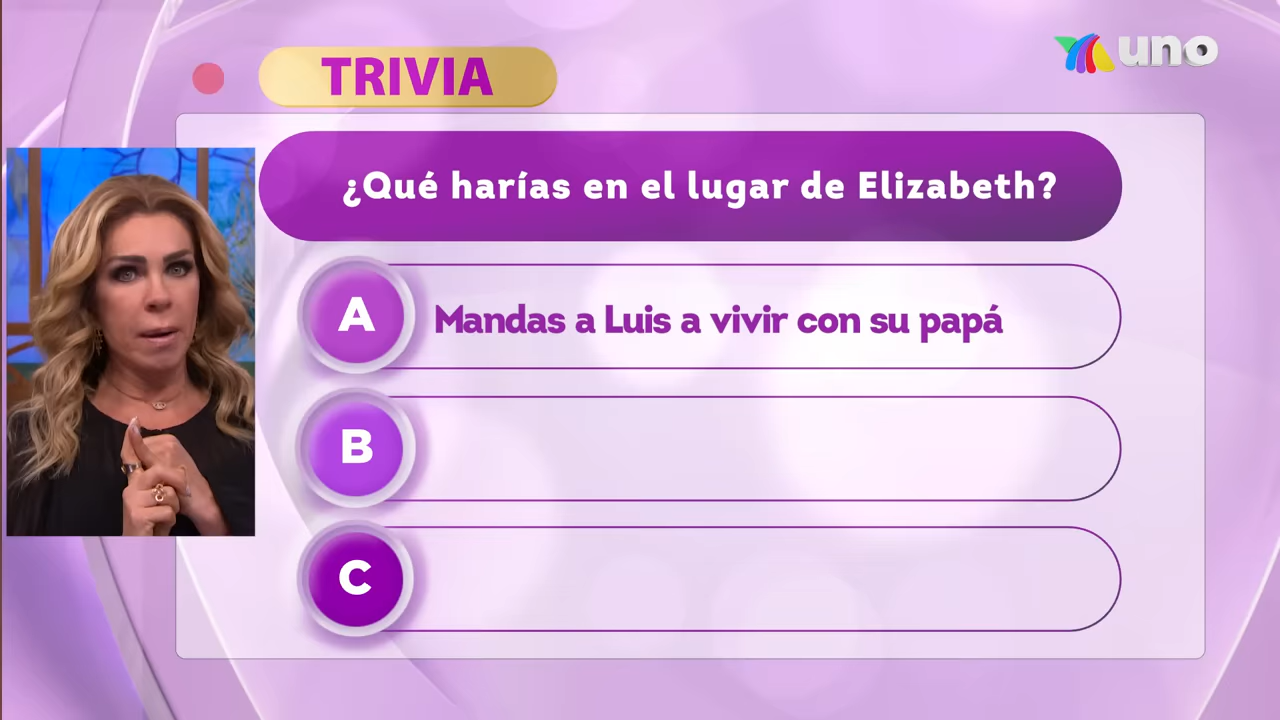 uno
TRIVIA
¿Qué harías en el lugar de Elizabeth?
A Mandas a Luis a vivir con su papá
B
C